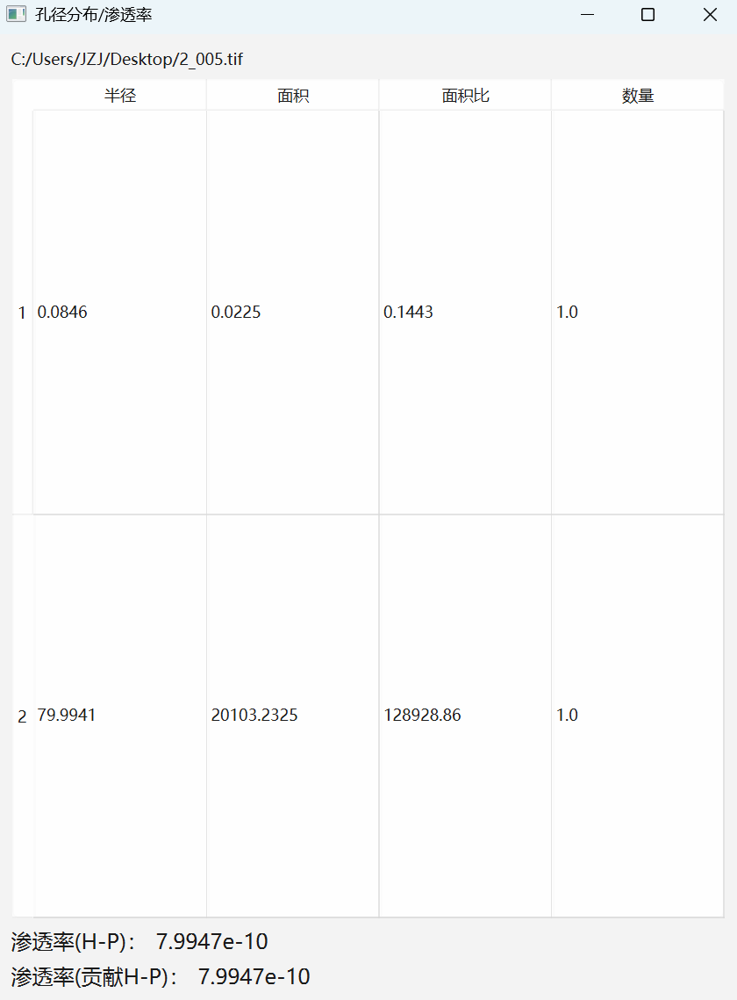 孔径分布/渗透率
C:/Users/JZJ/Desktop/2_005.tif
半径 面积 面积比 数量
1 0.0846 0.0225 0.1443 1.0
2 79.9941 20103.2325 128928.86 1.0
渗透率(H-P)： 7.9947e-10
渗透率(贡献H-P)： 7.9947e-10